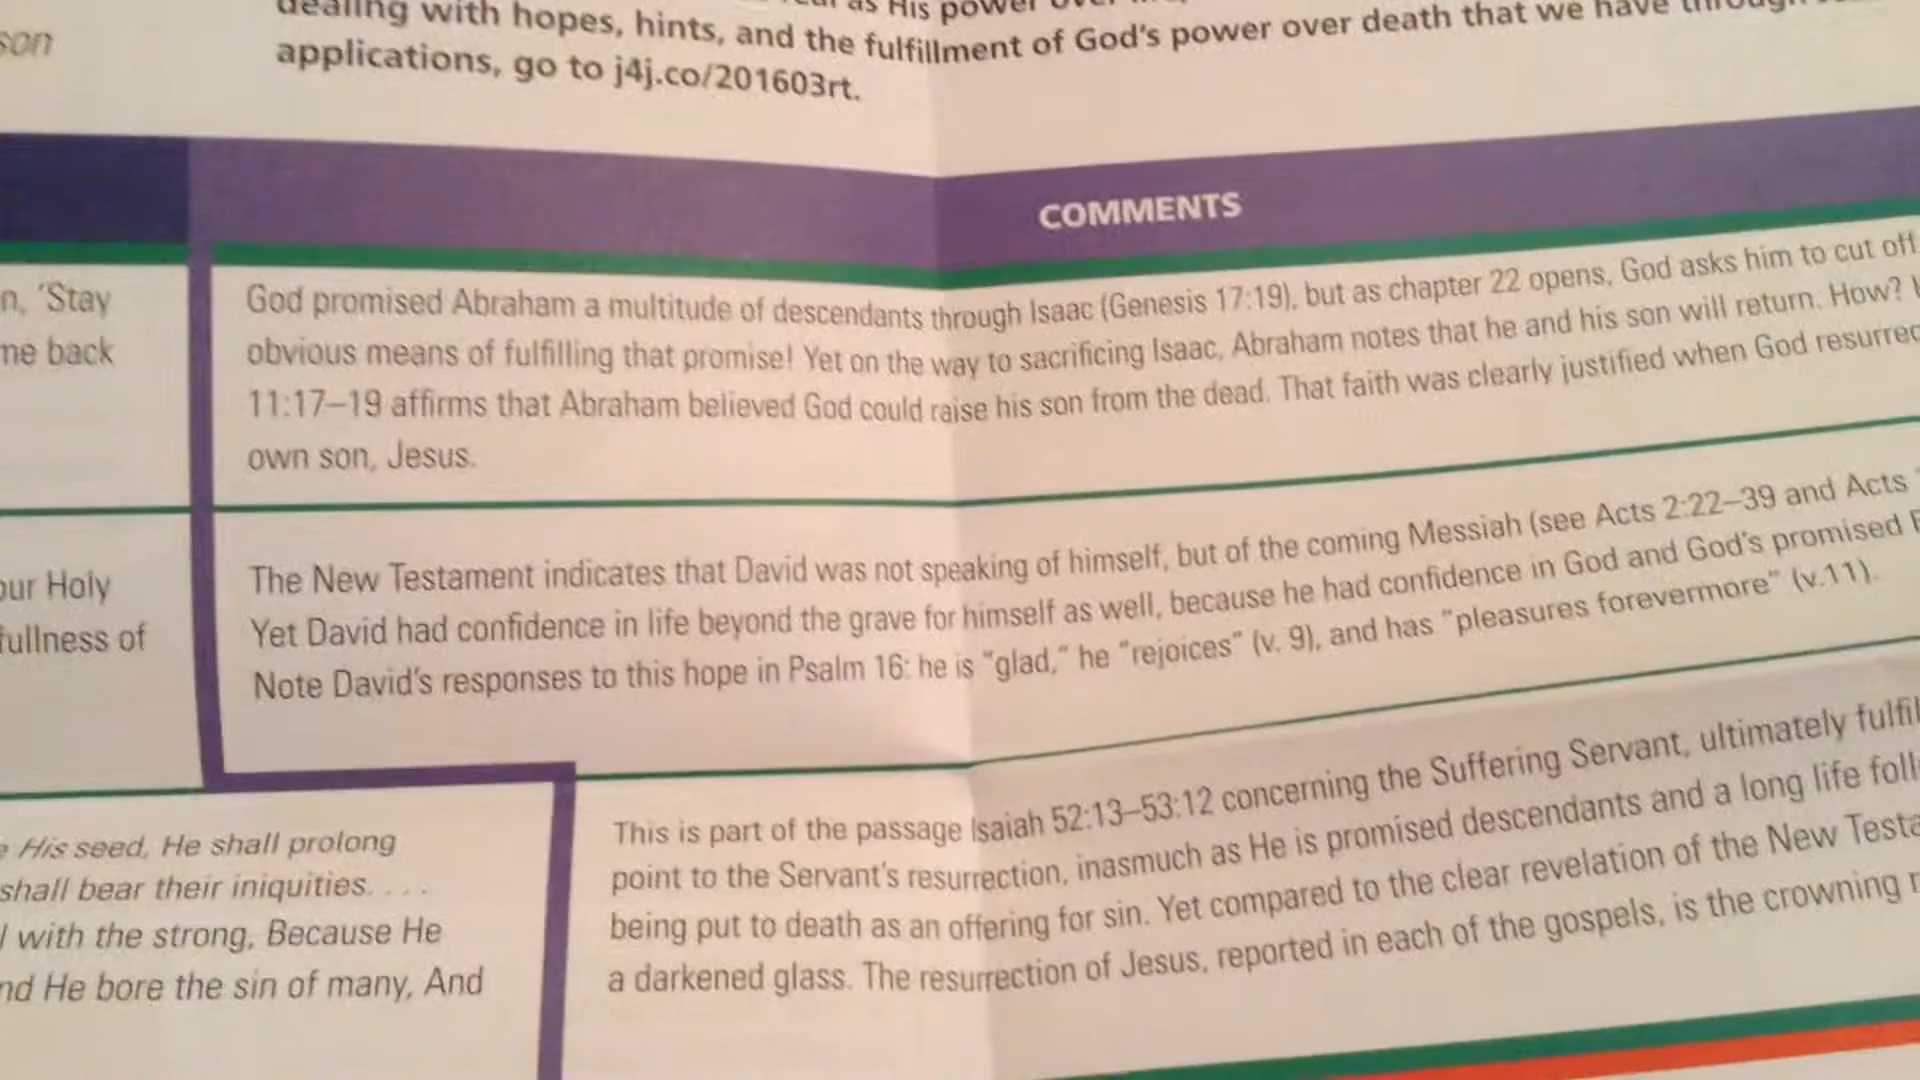 son
as His power
dealing with hopes, hints, and the fulfillment of God's power over death that we have through
applications, go to j4j.co/201603rt.
COMMENTS
n, 'Stay
me back
God promised Abraham a multitude of descendants through Isaac (Genesis 17:19), but as chapter 22 opens, God asks him to cut off
obvious means of fulfilling that promise! Yet on the way to sacrificing Isaac, Abraham notes that he and his son will return. How?
11:17–19 affirms that Abraham believed God could raise his son from the dead. That faith was clearly justified when God resurrec
own son, Jesus.
our Holy
fullness of
The New Testament indicates that David was not speaking of himself, but of the coming Messiah (see Acts 2:22–39 and Acts
Yet David had confidence in life beyond the grave for himself as well, because he had confidence in God and God's promised
Note David's responses to this hope in Psalm 16: he is "glad," he "rejoices" (v. 9), and has "pleasures forevermore" (v.11).
His seed, He shall prolong
shall bear their iniquities. . . .
with the strong, Because He
nd He bore the sin of many, And
This is part of the passage Isaiah 52:13–53:12 concerning the Suffering Servant, ultimately fulfil
point to the Servant's resurrection, inasmuch as He is promised descendants and a long life foll
being put to death as an offering for sin. Yet compared to the clear revelation of the New Testa
a darkened glass. The resurrection of Jesus, reported in each of the gospels, is the crowning